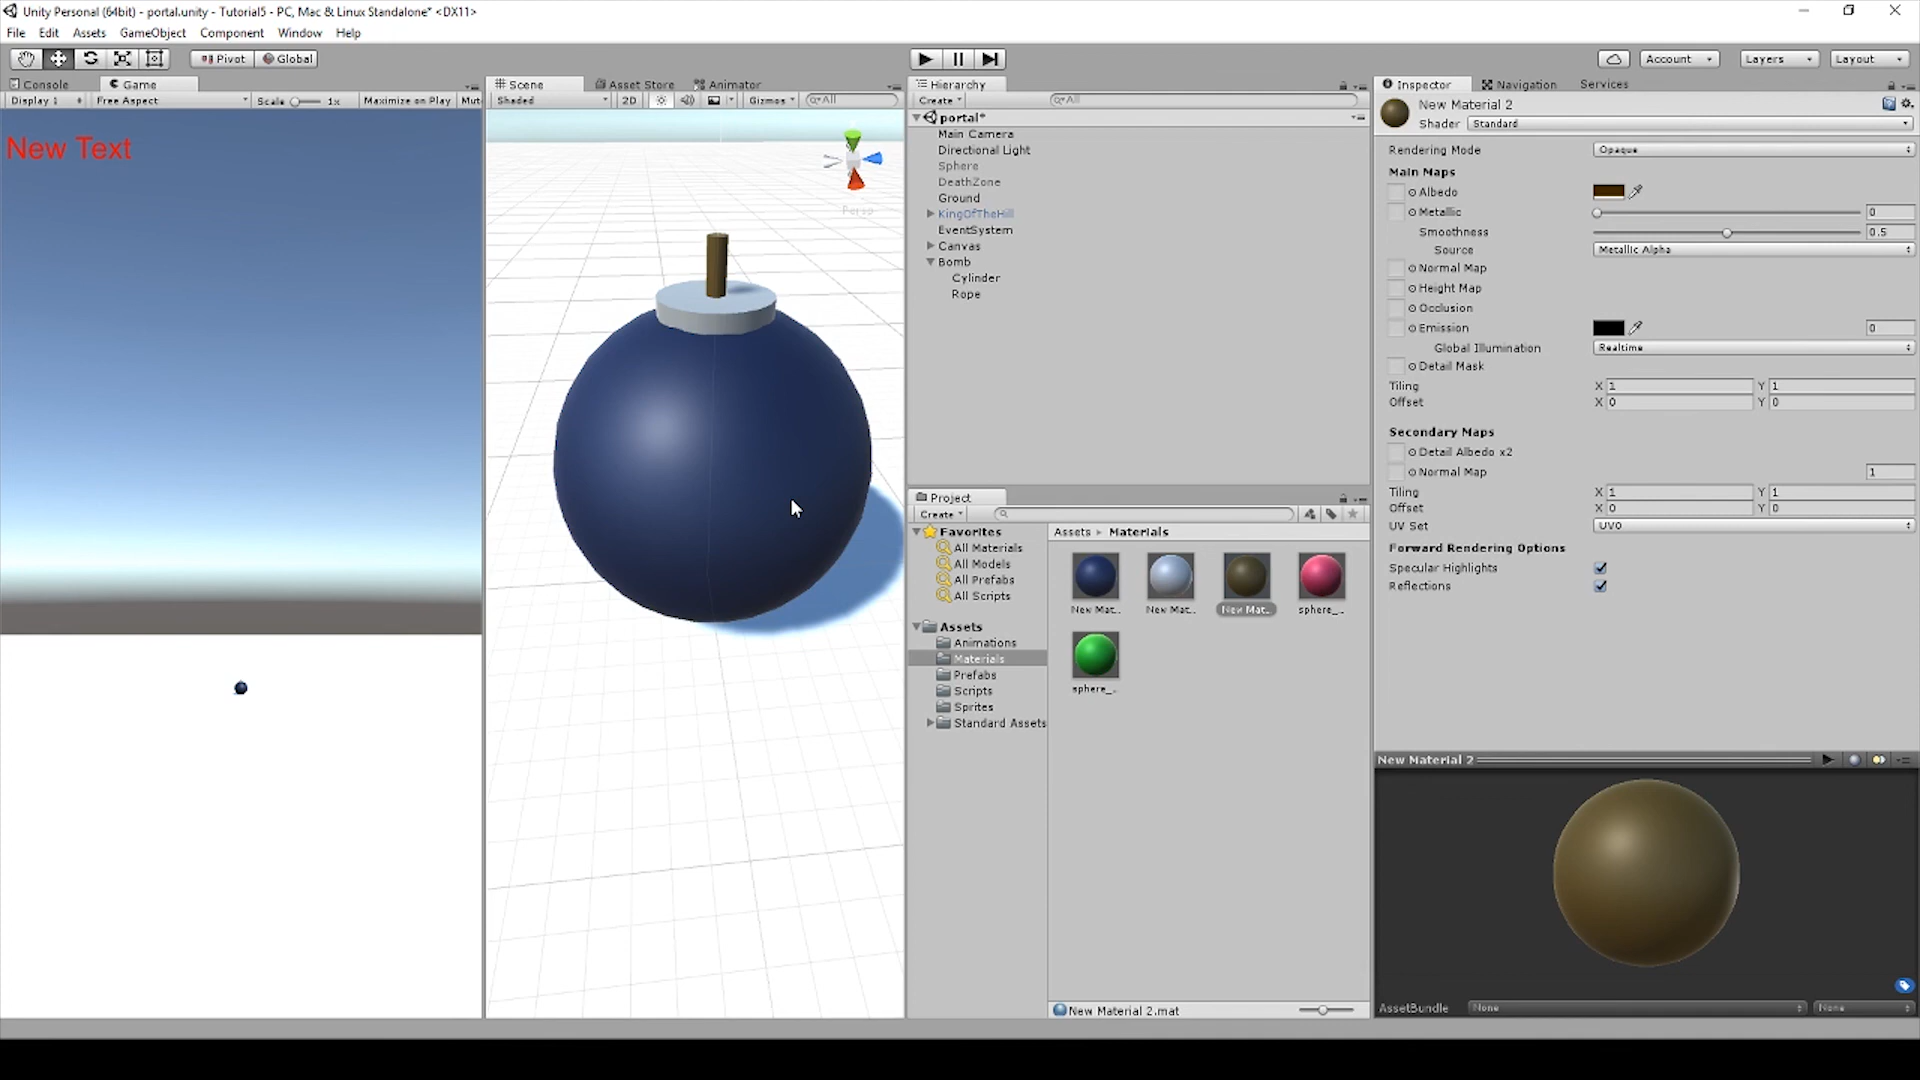 Unity Personal (64bit) - portal.unity - Tutorial5 - PC, Mac & Linux Standalone* <DX11>
File Edit Assets GameObject Component Window Help
Pivot Global Account Layers Layout
Console Game
Display 1 Free Aspect Scale 1x Maximize on Play Mut
New Text
Scene Asset Store Animator
Shaded 2D Gizmos All
Persp
Hierarchy
Create All
portal*
Main Camera
Directional Light
Sphere
DeathZone
Ground
KingOfTheHill
EventSystem
Canvas
Bomb
Cylinder
Rope
Project
Create
Favorites
All Materials
All Models
All Prefabs
All Scripts
Assets
Animations
Materials
Prefabs
Scripts
Sprites
Standard Assets
Assets Materials
New Mat.. New Mat.. New Mat.. sphere_..
sphere_..
New Material 2.mat
Inspector Navigation Services
New Material 2
Shader Standard
Rendering Mode Opaque
Main Maps
Albedo
Metallic 0
Smoothness 0.5
Source Metallic Alpha
Normal Map
Height Map
Occlusion
Emission 0
Global Illumination Realtime
Detail Mask
Tiling X 1 Y 1
Offset X 0 Y 0
Secondary Maps
Detail Albedo x2
Normal Map 1
Tiling X 1 Y 1
Offset X 0 Y 0
UV Set UV0
Forward Rendering Options
Specular Highlights
Reflections
New Material 2
AssetBundle None None